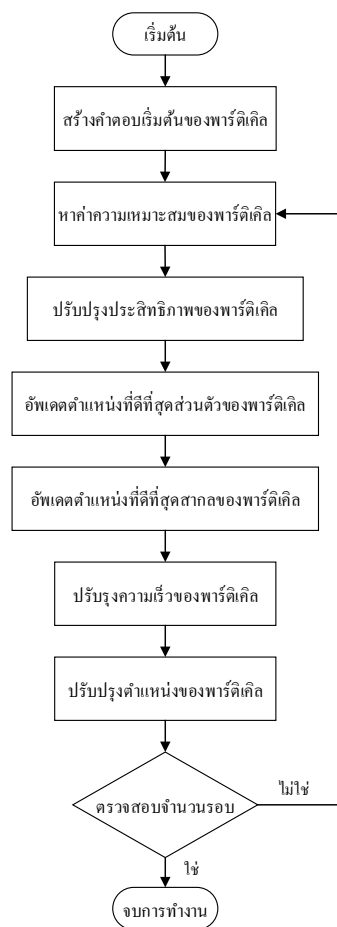 เริ่มต้น
สร้างคำตอบเริ่มต้นของพาร์ติเคิล
หาค่าความเหมาะสมของพาร์ติเคิล
ปรับปรุงประสิทธิภาพของพาร์ติเคิล
อัพเดตตำแหน่งที่ดีที่สุดส่วนตัวของพาร์ติเคิล
อัพเดตตำแหน่งที่ดีที่สุดสากลของพาร์ติเคิล
ปรับรุงความเร็วของพาร์ติเคิล
ปรับปรุงตำแหน่งของพาร์ติเคิล
ตรวจสอบจำนวนรอบ
ไม่ใช่
ใช่
จบการทำงาน